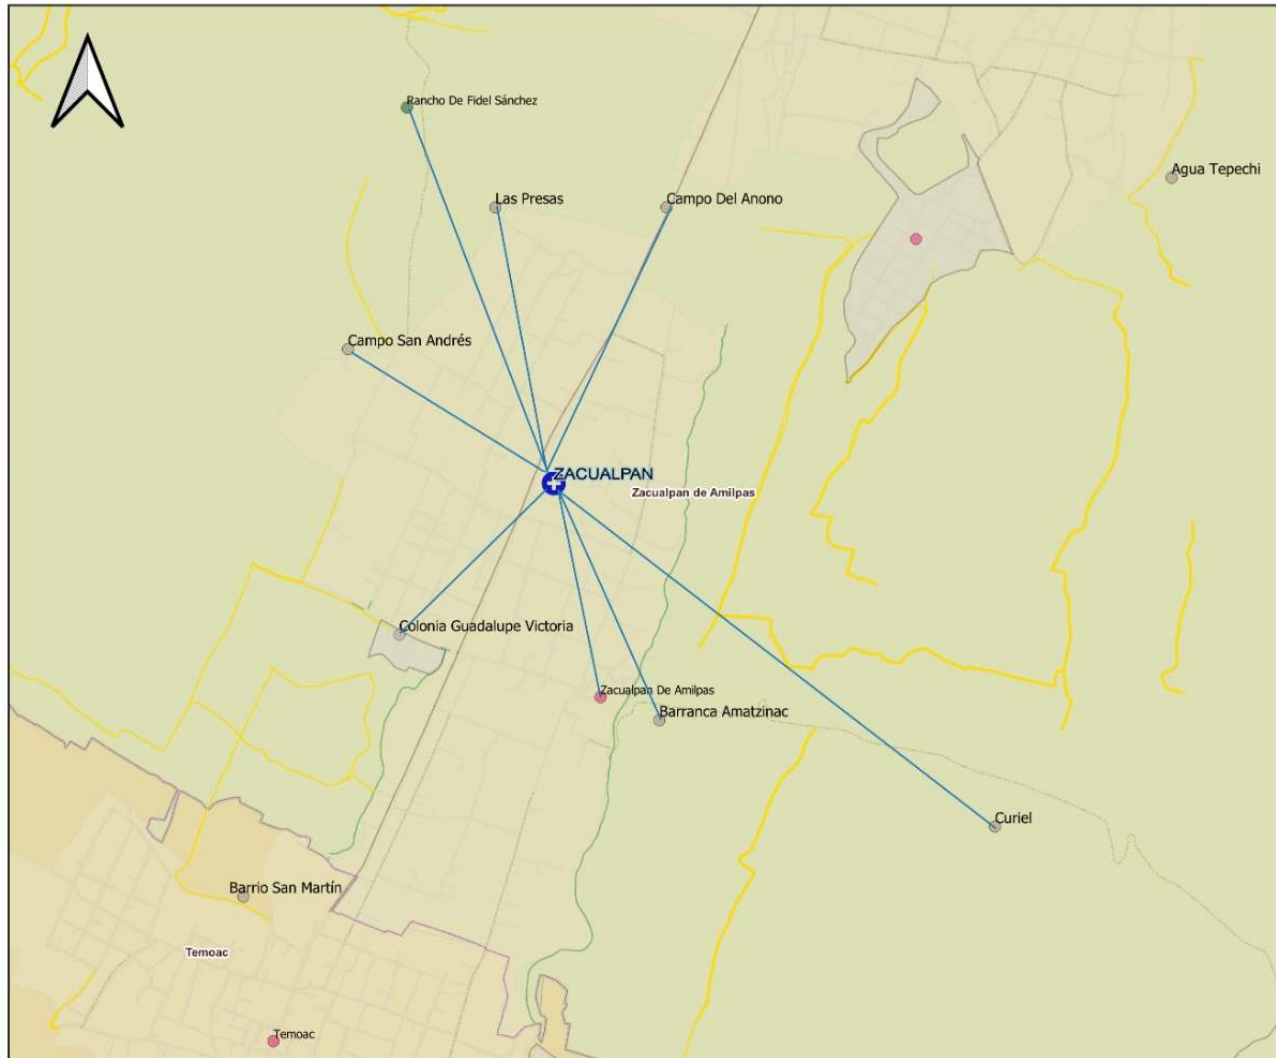 Rancho De Fidel Sánchez
Agua Tepechi
Las Presas
Campo Del Anono
Campo San Andrés
ZACUALPAN
Zacualpan de Amilpas
Colonia Guadalupe Victoria
Zacualpan De Amilpas
Barranca Amatzinac
Curiel
Barrio San Martín
Temoac
Temoac